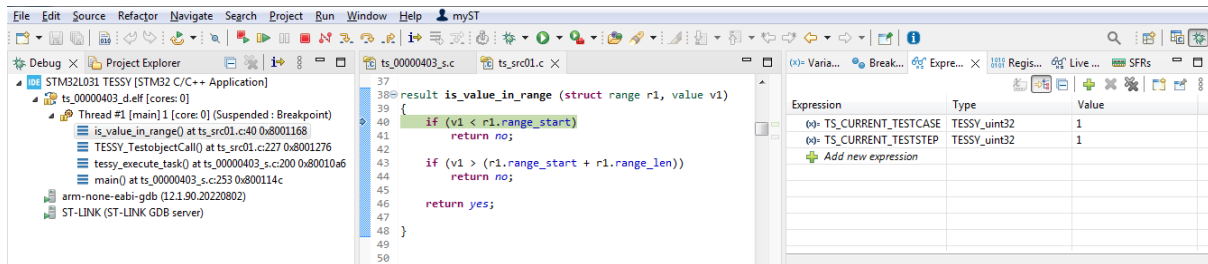 File Edit Source Refactor Navigate Search Project Run Window Help myST
Debug Project Explorer
IDE STM32L031 TESSY [STM32 C/C++ Application]
ts_00000403_d.elf [cores: 0]
Thread #1 [main] 1 [core: 0] (Suspended : Breakpoint)
is_value_in_range() at ts_src01.c:40 0x8001168
TESSY_TestobjectCall() at ts_src01.c:227 0x8001276
tessy_execute_task() at ts_00000403_s.c:200 0x80010a6
main() at ts_00000403_s.c:253 0x800114c
arm-none-eabi-gdb (12.1.90.20220802)
ST-LINK (ST-LINK GDB server)
ts_00000403_s.c ts_src01.c
37
38 result is_value_in_range (struct range r1, value v1)
39 {
40 if (v1 < r1.range_start)
41 return no;
42
43 if (v1 > (r1.range_start + r1.range_len))
44 return no;
45
46 return yes;
47
48 }
49
50
(x)= Varia... Break... Expre... 1010 0101 Regis... Live ... SFRs
Expression Type Value
(x)= TS_CURRENT_TESTCASE TESSY_uint32 1
(x)= TS_CURRENT_TESTSTEP TESSY_uint32 1
Add new expression